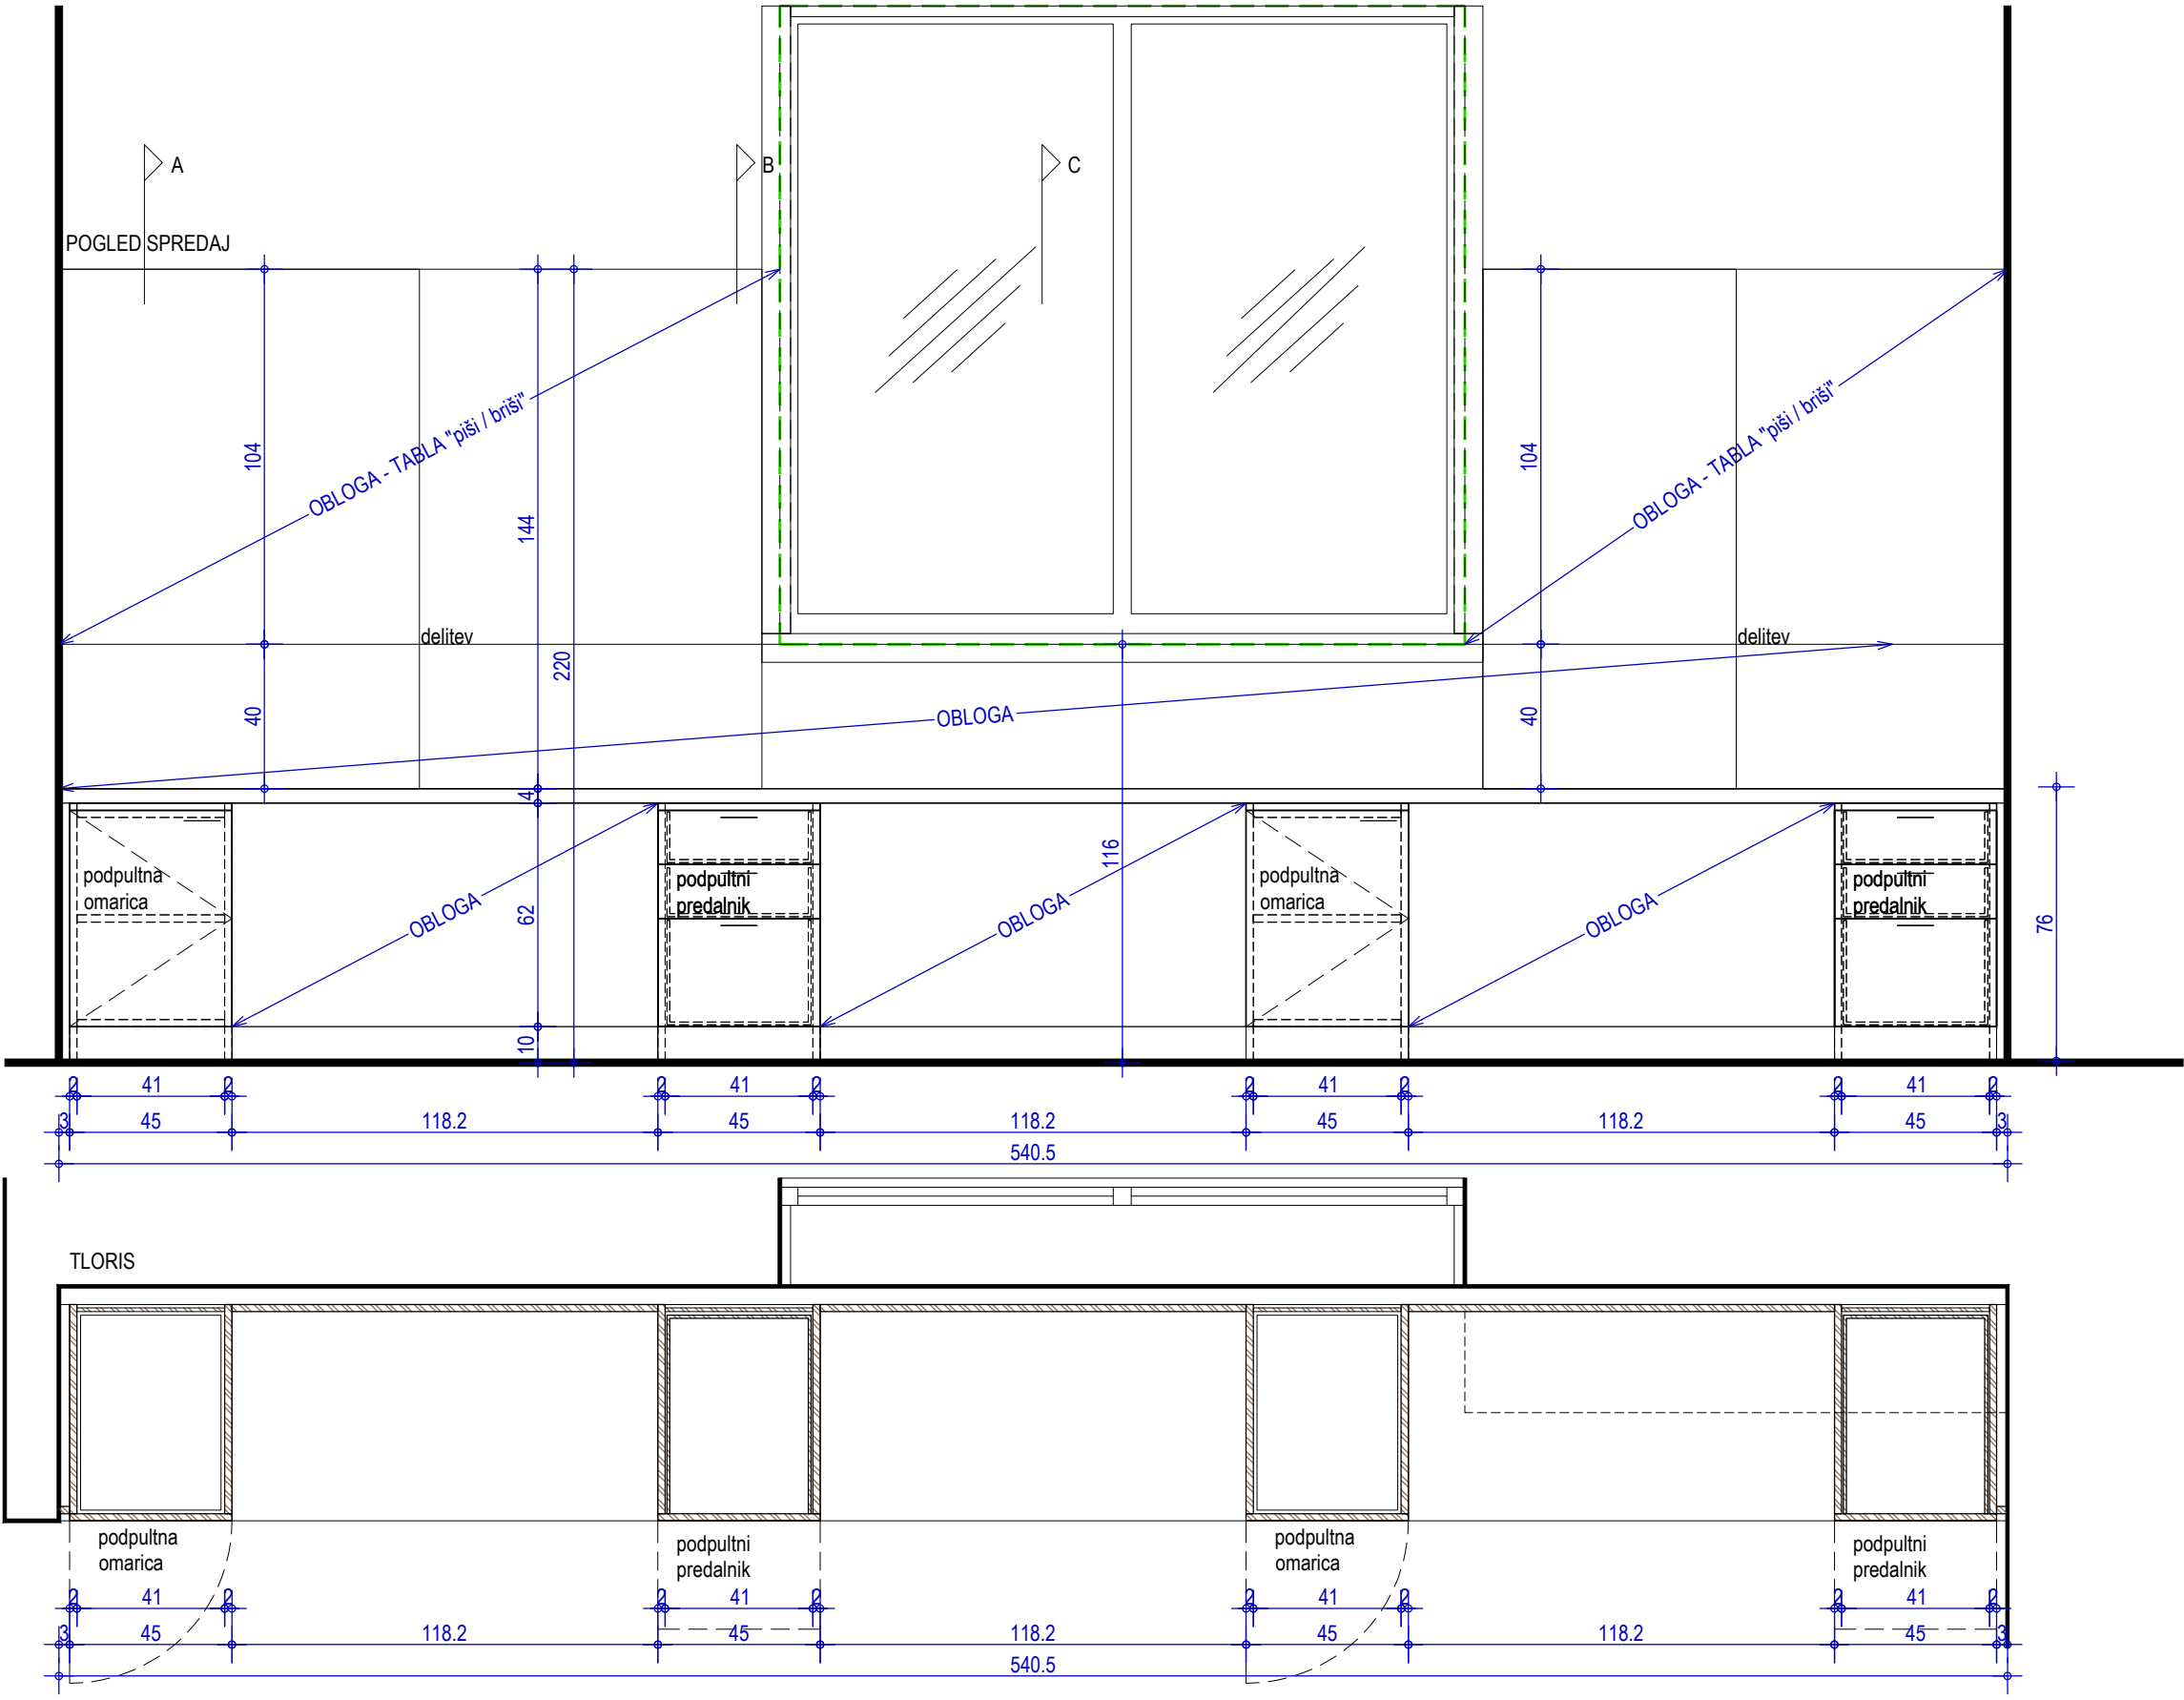 A
B
C
POGLED SPREDAJ
OBLOGA - TABLA "piši / briši"
OBLOGA - TABLA "piši / briši"
104
144
104
delitev
delitev
220
40
OBLOGA
40
4
podpultna
omarica
OBLOGA
62
podpultni
predalnik
116
OBLOGA
podpultna
omarica
OBLOGA
podpultni
predalnik
76
10
2 41 2 2 41 2 2 41 2 2 41 2
3 45 118.2 45 118.2 45 118.2 45 3
540.5
TLORIS
podpultna
omarica
podpultni
predalnik
podpultna
omarica
podpultni
predalnik
2 41 2 2 41 2 2 41 2 2 41 2
3 45 118.2 45 118.2 45 118.2 45 3
540.5